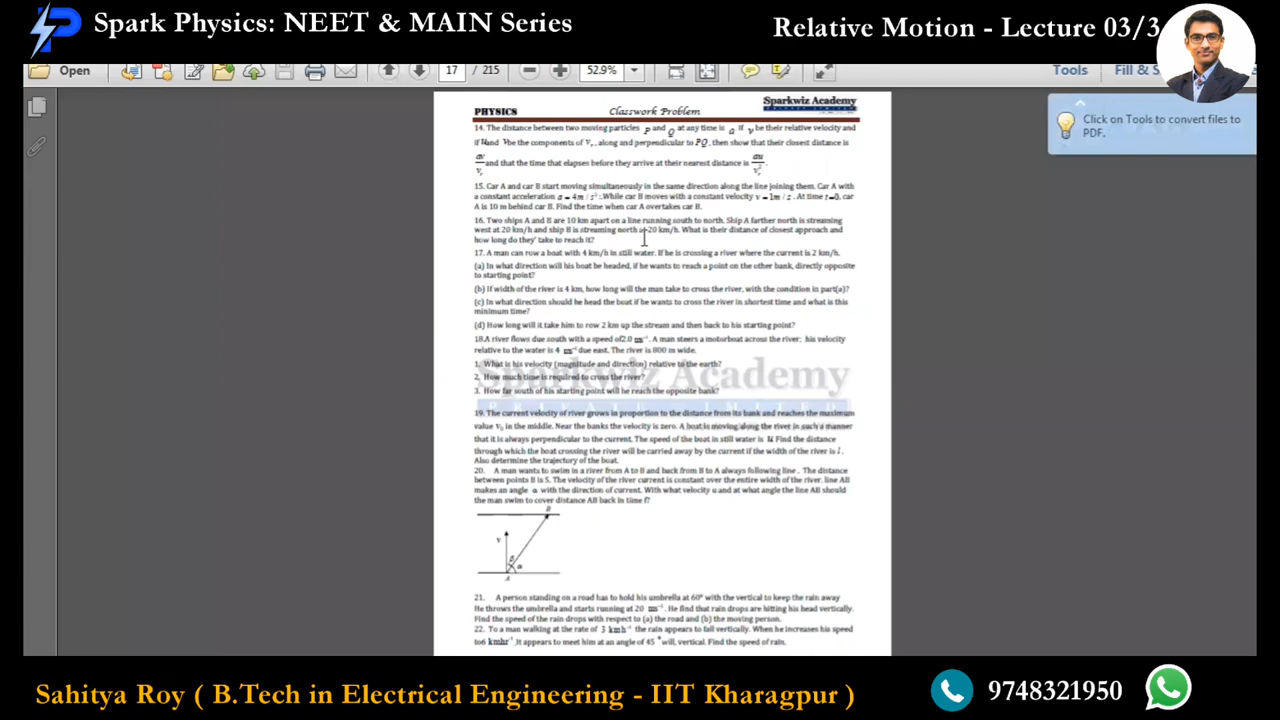 Spark Physics: NEET & MAIN Series
Relative Motion - Lecture 03/3
Open
17 / 215
52.9%
Tools
Fill & S
Click on Tools to convert files to
PDF.
PHYSICS
Classwork Problem
Sparkwiz Academy
14. The distance between two moving particles P and Q at any time is a. If v be their relative velocity and
if U and V be the components of vr, along and perpendicular to PQ, then show that their closest distance is
av/vr and that the time that elapses before they arrive at their nearest distance is au/vr².
15. Car A and car B start moving simultaneously in the same direction along the line joining them. Car A with
a constant acceleration a = 4m / s², While car B moves with a constant velocity v = 1m / s. At time t=0, car
A is 10 m behind car B. Find the time when car A overtakes car B.
16. Two ships A and B are 10 km apart on a line running south to north. Ship A farther north is streaming
west at 20 km/h and ship B is streaming north at 20 km/h. What is their distance of closest approach and
how long do they take to reach it?
17. A man can row a boat with 4 km/h in still water. If he is crossing a river where the current is 2 km/h.
(a) In what direction will his boat be headed, if he wants to reach a point on the other bank, directly opposite
to starting point?
(b) If width of the river is 4 km, how long will the man take to cross the river, with the condition in part(a)?
(c) In what direction should he head the boat if he wants to cross the river in shortest time and what is this
minimum time?
(d) How long will it take him to row 2 km up the stream and then back to his starting point?
18.A river flows due south with a speed of2.0 ms⁻¹. A man steers a motorboat across the river; his velocity
relative to the water is 4 ms⁻¹ due east. The river is 800 m wide.
1. What is his velocity (magnitude and direction) relative to the earth?
2. How much time is required to cross the river?
3. How far south of his starting point will he reach the opposite bank?
Sparkwiz Academy
PRIVATE LIMITED
19. The current velocity of river grows in proportion to the distance from its bank and reaches the maximum
value v₀ in the middle. Near the banks the velocity is zero. A boat is moving along the river in such a manner
that it is always perpendicular to the current. The speed of the boat in still water is u. Find the distance
through which the boat crossing the river will be carried away by the current if the width of the river is l.
Also determine the trajectory of the boat.
20. A man wants to swim in a river from A to B and back from B to A always following line . The distance
between points B is S. The velocity of the river current is constant over the entire width of the river. line AB
makes an angle α with the direction of current. With what velocity u and at what angle the line AB should
the man swim to cover distance AB back in time t?
B
v
β
α
A
21. A person standing on a road has to hold his umbrella at 60° with the vertical to keep the rain away
He throws the umbrella and starts running at 20 ms⁻¹. He find that rain drops are hitting his head vertically.
Find the speed of the rain drops with respect to (a) the road and (b) the moving person.
22. To a man walking at the rate of 3 kmh⁻¹ the rain appears to fall vertically. When he increases his speed
to6 kmhr⁻¹.It appears to meet him at an angle of 45° will, vertical. Find the speed of rain.
Sahitya Roy ( B.Tech in Electrical Engineering - IIT Kharagpur )
9748321950